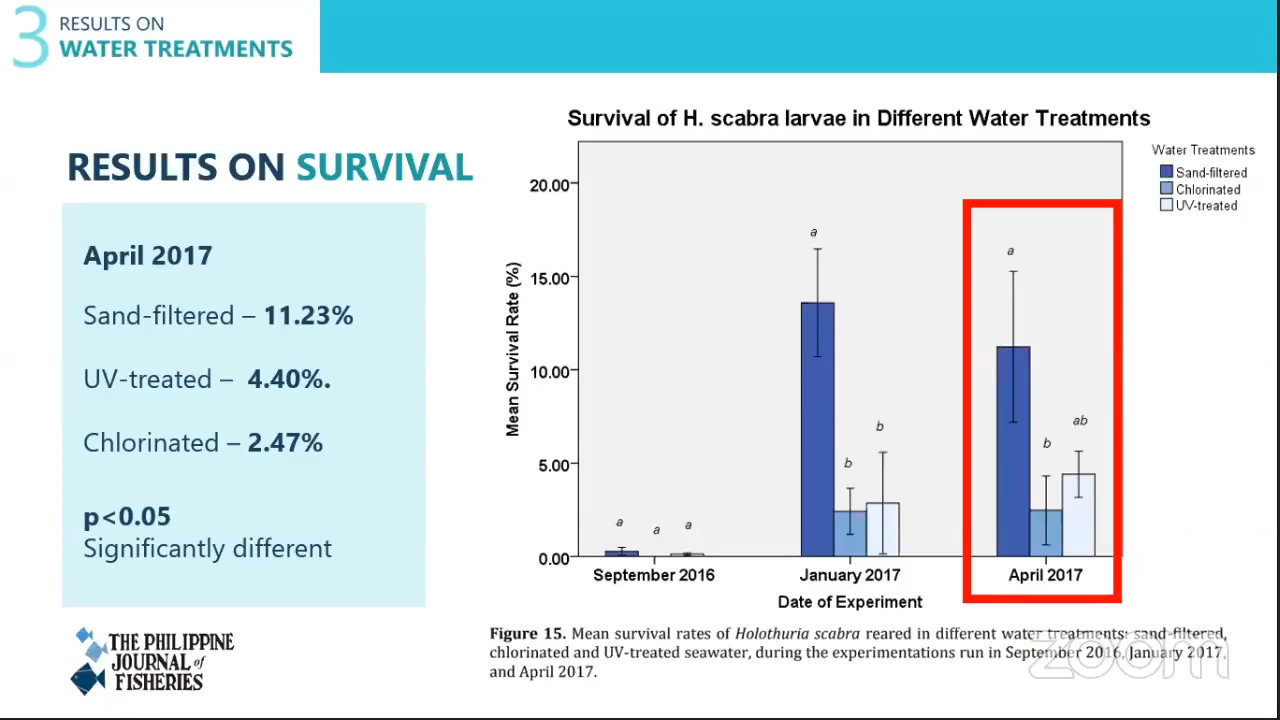 3
RESULTS ON
WATER TREATMENTS
RESULTS ON SURVIVAL
April 2017
Sand-filtered – 11.23%
UV-treated – 4.40%.
Chlorinated – 2.47%
p<0.05
Significantly different
THE PHILIPPINE
JOURNAL of
FISHERIES
Survival of H. scabra larvae in Different Water Treatments
Water Treatments
Sand-filtered
Chlorinated
UV-treated
Mean Survival Rate (%)
20.00
15.00
10.00
5.00
0.00
a
a
a
a
b
b
a
b
ab
September 2016
January 2017
April 2017
Date of Experiment
Figure 15. Mean survival rates of Holothuria scabra reared in different water treatments: sand-filtered,
chlorinated and UV-treated seawater, during the experimentations run in September 2016, January 2017,
and April 2017.
zoom